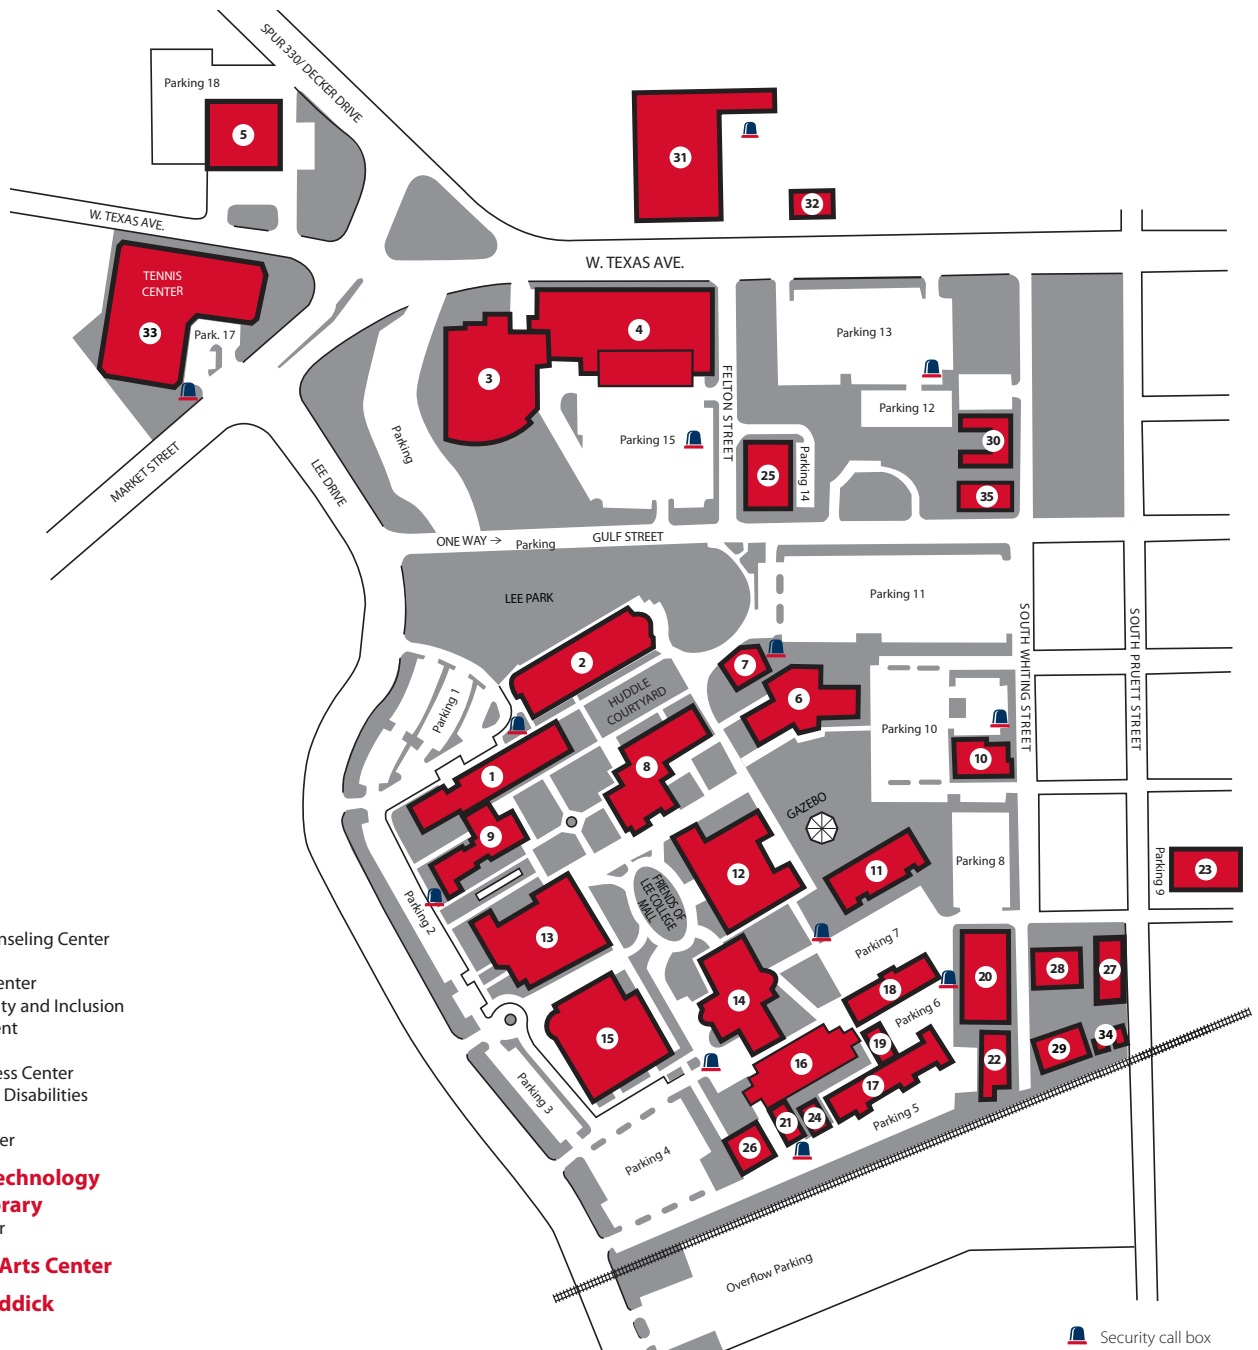 SPUR 330/ DECKER DRIVE
Parking 18
5
31
32
W. TEXAS AVE.
W. TEXAS AVE.
TENNIS
CENTER
33
Park. 17
4
3
Parking 13
Parking 12
FELTON STREET
Parking 15
Parking
30
25
Parking 14
35
MARKET STREET
LEE DRIVE
ONE WAY →
Parking
GULF STREET
LEE PARK
Parking 11
SOUTH WHITING STREET
SOUTH PRUETT STREET
2
7
6
HUDDLE
COURTYARD
Parking 1
Parking 10
10
8
1
9
GAZEBO
12
11
Parking 8
Parking 9
23
FRIENDS OF
LEE COLLEGE
MALL
Parking 2
13
Parking 7
nseling Center
28
27
20
enter
18
ty and Inclusion
14
Parking 6
ent
15
19
34
29
22
16
ess Center
17
Disabilities
Parking 3
24
21
Parking 5
er
26
Parking 4
echnology
rary
r
Arts Center
Overflow Parking
ddick
Security call box